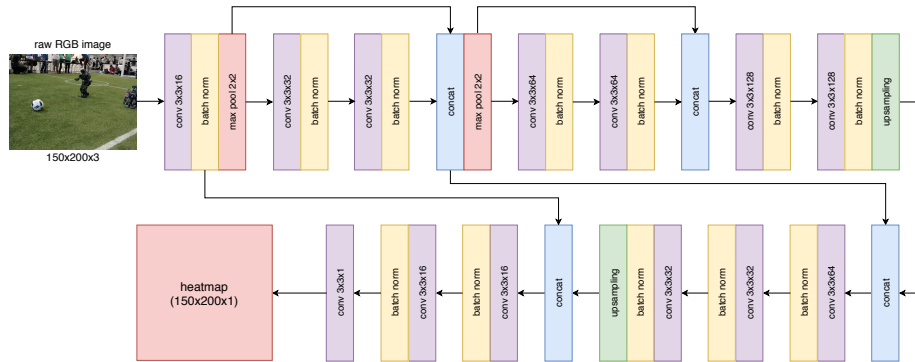 raw RGB image
150x200x3
conv 3x3x16
batch norm
max pool 2x2
conv 3x3x32
batch norm
conv 3x3x32
batch norm
concat
max pool 2x2
conv 3x3x64
batch norm
conv 3x3x64
batch norm
concat
conv 3x3x128
batch norm
conv 3x3x128
batch norm
upsampling
heatmap
(150x200x1)
conv 3x3x1
batch norm
conv 3x3x16
batch norm
conv 3x3x16
concat
upsampling
batch norm
conv 3x3x32
batch norm
conv 3x3x32
batch norm
conv 3x3x64
concat